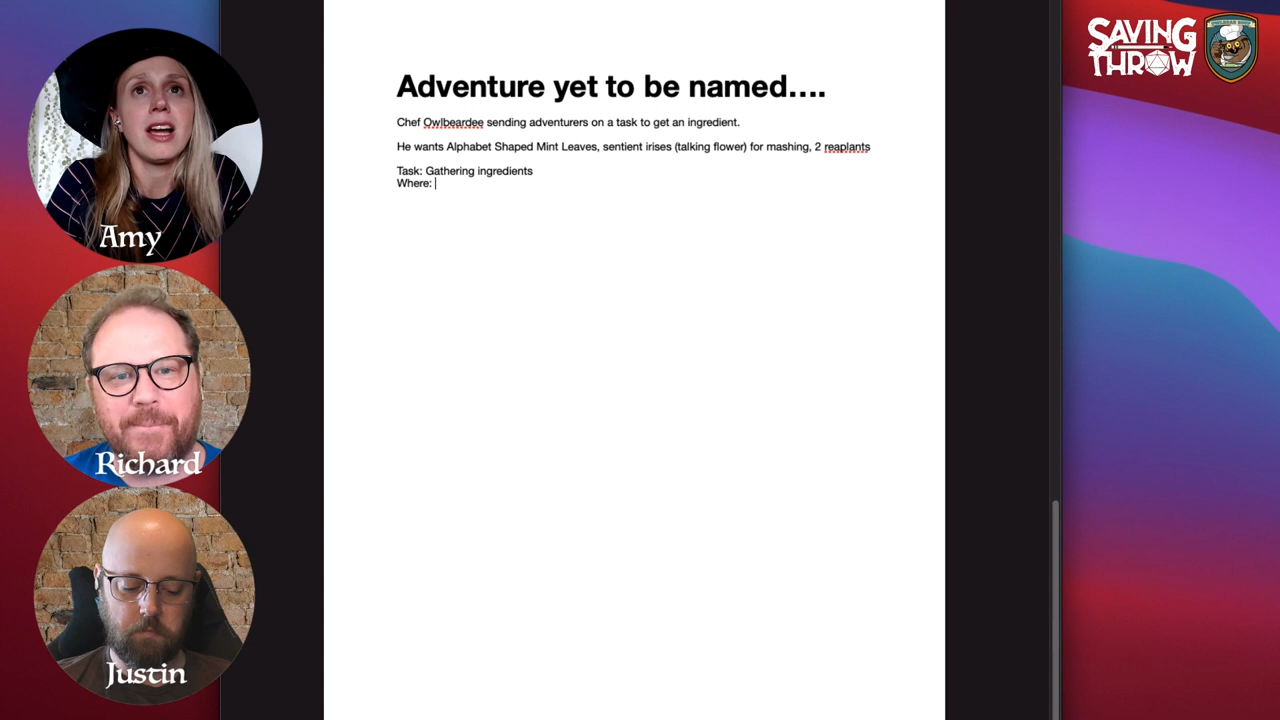 Adventure yet to be named....
Chef Owlbeardee sending adventurers on a task to get an ingredient.
He wants Alphabet Shaped Mint Leaves, sentient irises (talking flower) for mashing, 2 reaplants
Task: Gathering ingredients
Where:
Amy
Richard
Justin
SAVING
THROW